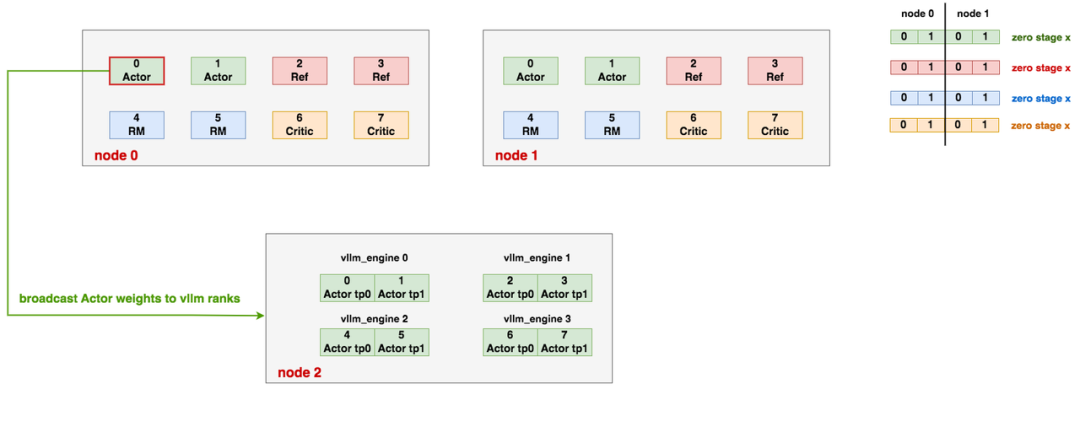 node 0 node 1
0 1 0 1 zero stage x
0 1 0 1 zero stage x
0 1 0 1 zero stage x
0 1 0 1 zero stage x
0 1 2 3
Actor Actor Ref Ref
4 5 6 7
RM RM Critic Critic
node 0
0 1 2 3
Actor Actor Ref Ref
4 5 6 7
RM RM Critic Critic
node 1
broadcast Actor weights to vllm ranks
vllm_engine 0 vllm_engine 1
0 1 2 3
Actor tp0 Actor tp1 Actor tp0 Actor tp1
vllm_engine 2 vllm_engine 3
4 5 6 7
Actor tp0 Actor tp1 Actor tp0 Actor tp1
node 2